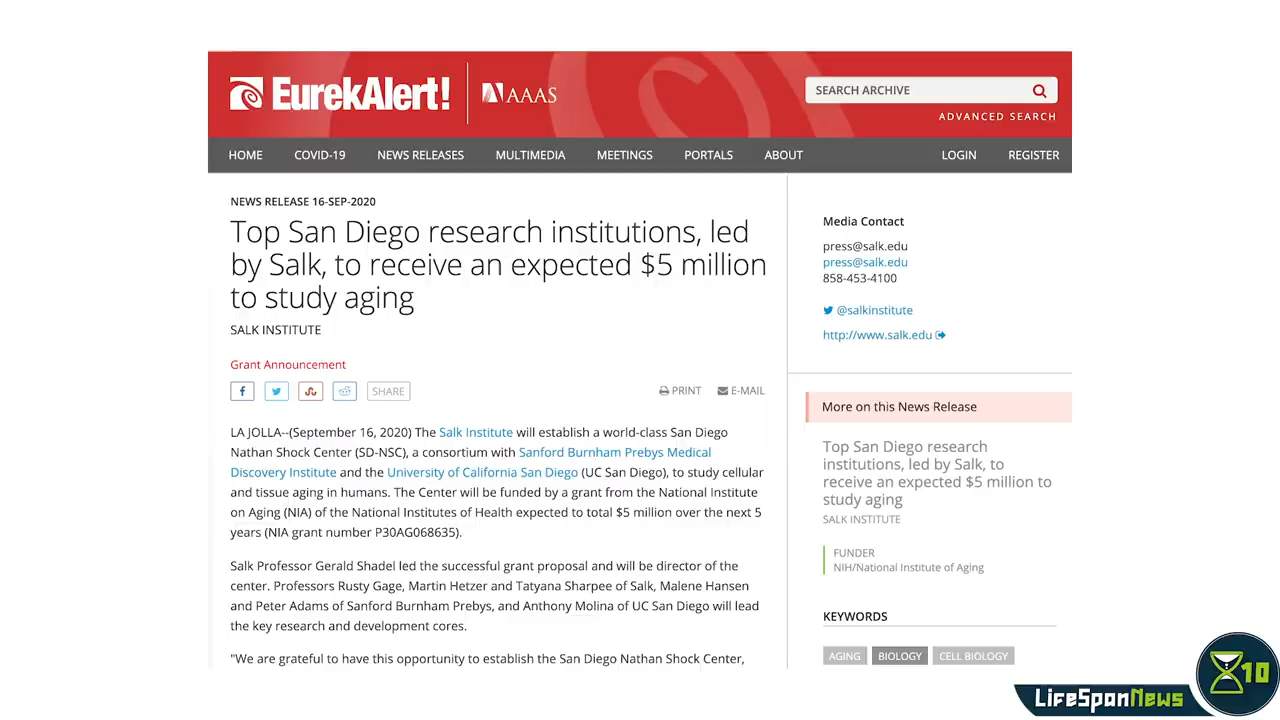 EurekAlert! AAAS
SEARCH ARCHIVE
ADVANCED SEARCH
HOME COVID-19 NEWS RELEASES MULTIMEDIA MEETINGS PORTALS ABOUT LOGIN REGISTER
NEWS RELEASE 16-SEP-2020
Top San Diego research institutions, led
by Salk, to receive an expected $5 million
to study aging
SALK INSTITUTE
Grant Announcement
SHARE
PRINT E-MAIL
LA JOLLA--(September 16, 2020) The Salk Institute will establish a world-class San Diego
Nathan Shock Center (SD-NSC), a consortium with Sanford Burnham Prebys Medical
Discovery Institute and the University of California San Diego (UC San Diego), to study cellular
and tissue aging in humans. The Center will be funded by a grant from the National Institute
on Aging (NIA) of the National Institutes of Health expected to total $5 million over the next 5
years (NIA grant number P30AG068635).
Salk Professor Gerald Shadel led the successful grant proposal and will be director of the
center. Professors Rusty Gage, Martin Hetzer and Tatyana Sharpee of Salk, Malene Hansen
and Peter Adams of Sanford Burnham Prebys, and Anthony Molina of UC San Diego will lead
the key research and development cores.
"We are grateful to have this opportunity to establish the San Diego Nathan Shock Center,
Media Contact
press@salk.edu
press@salk.edu
858-453-4100
@salkinstitute
http://www.salk.edu
More on this News Release
Top San Diego research
institutions, led by Salk, to
receive an expected $5 million to
study aging
SALK INSTITUTE
FUNDER
NIH/National Institute of Aging
KEYWORDS
AGING BIOLOGY CELL BIOLOGY
LifeSpanNews
10